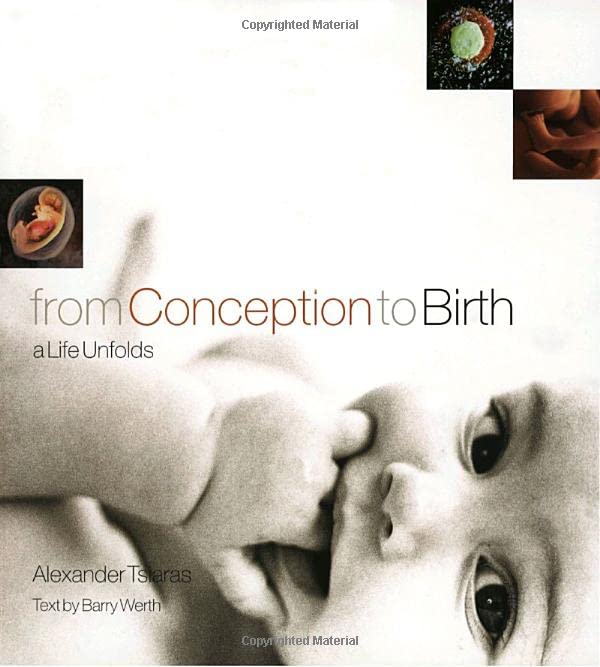 Copyrighted Material
from Conception to Birth
a Life Unfolds
Alexander Tsiaras
Text by Barry Werth
Copyrighted Material